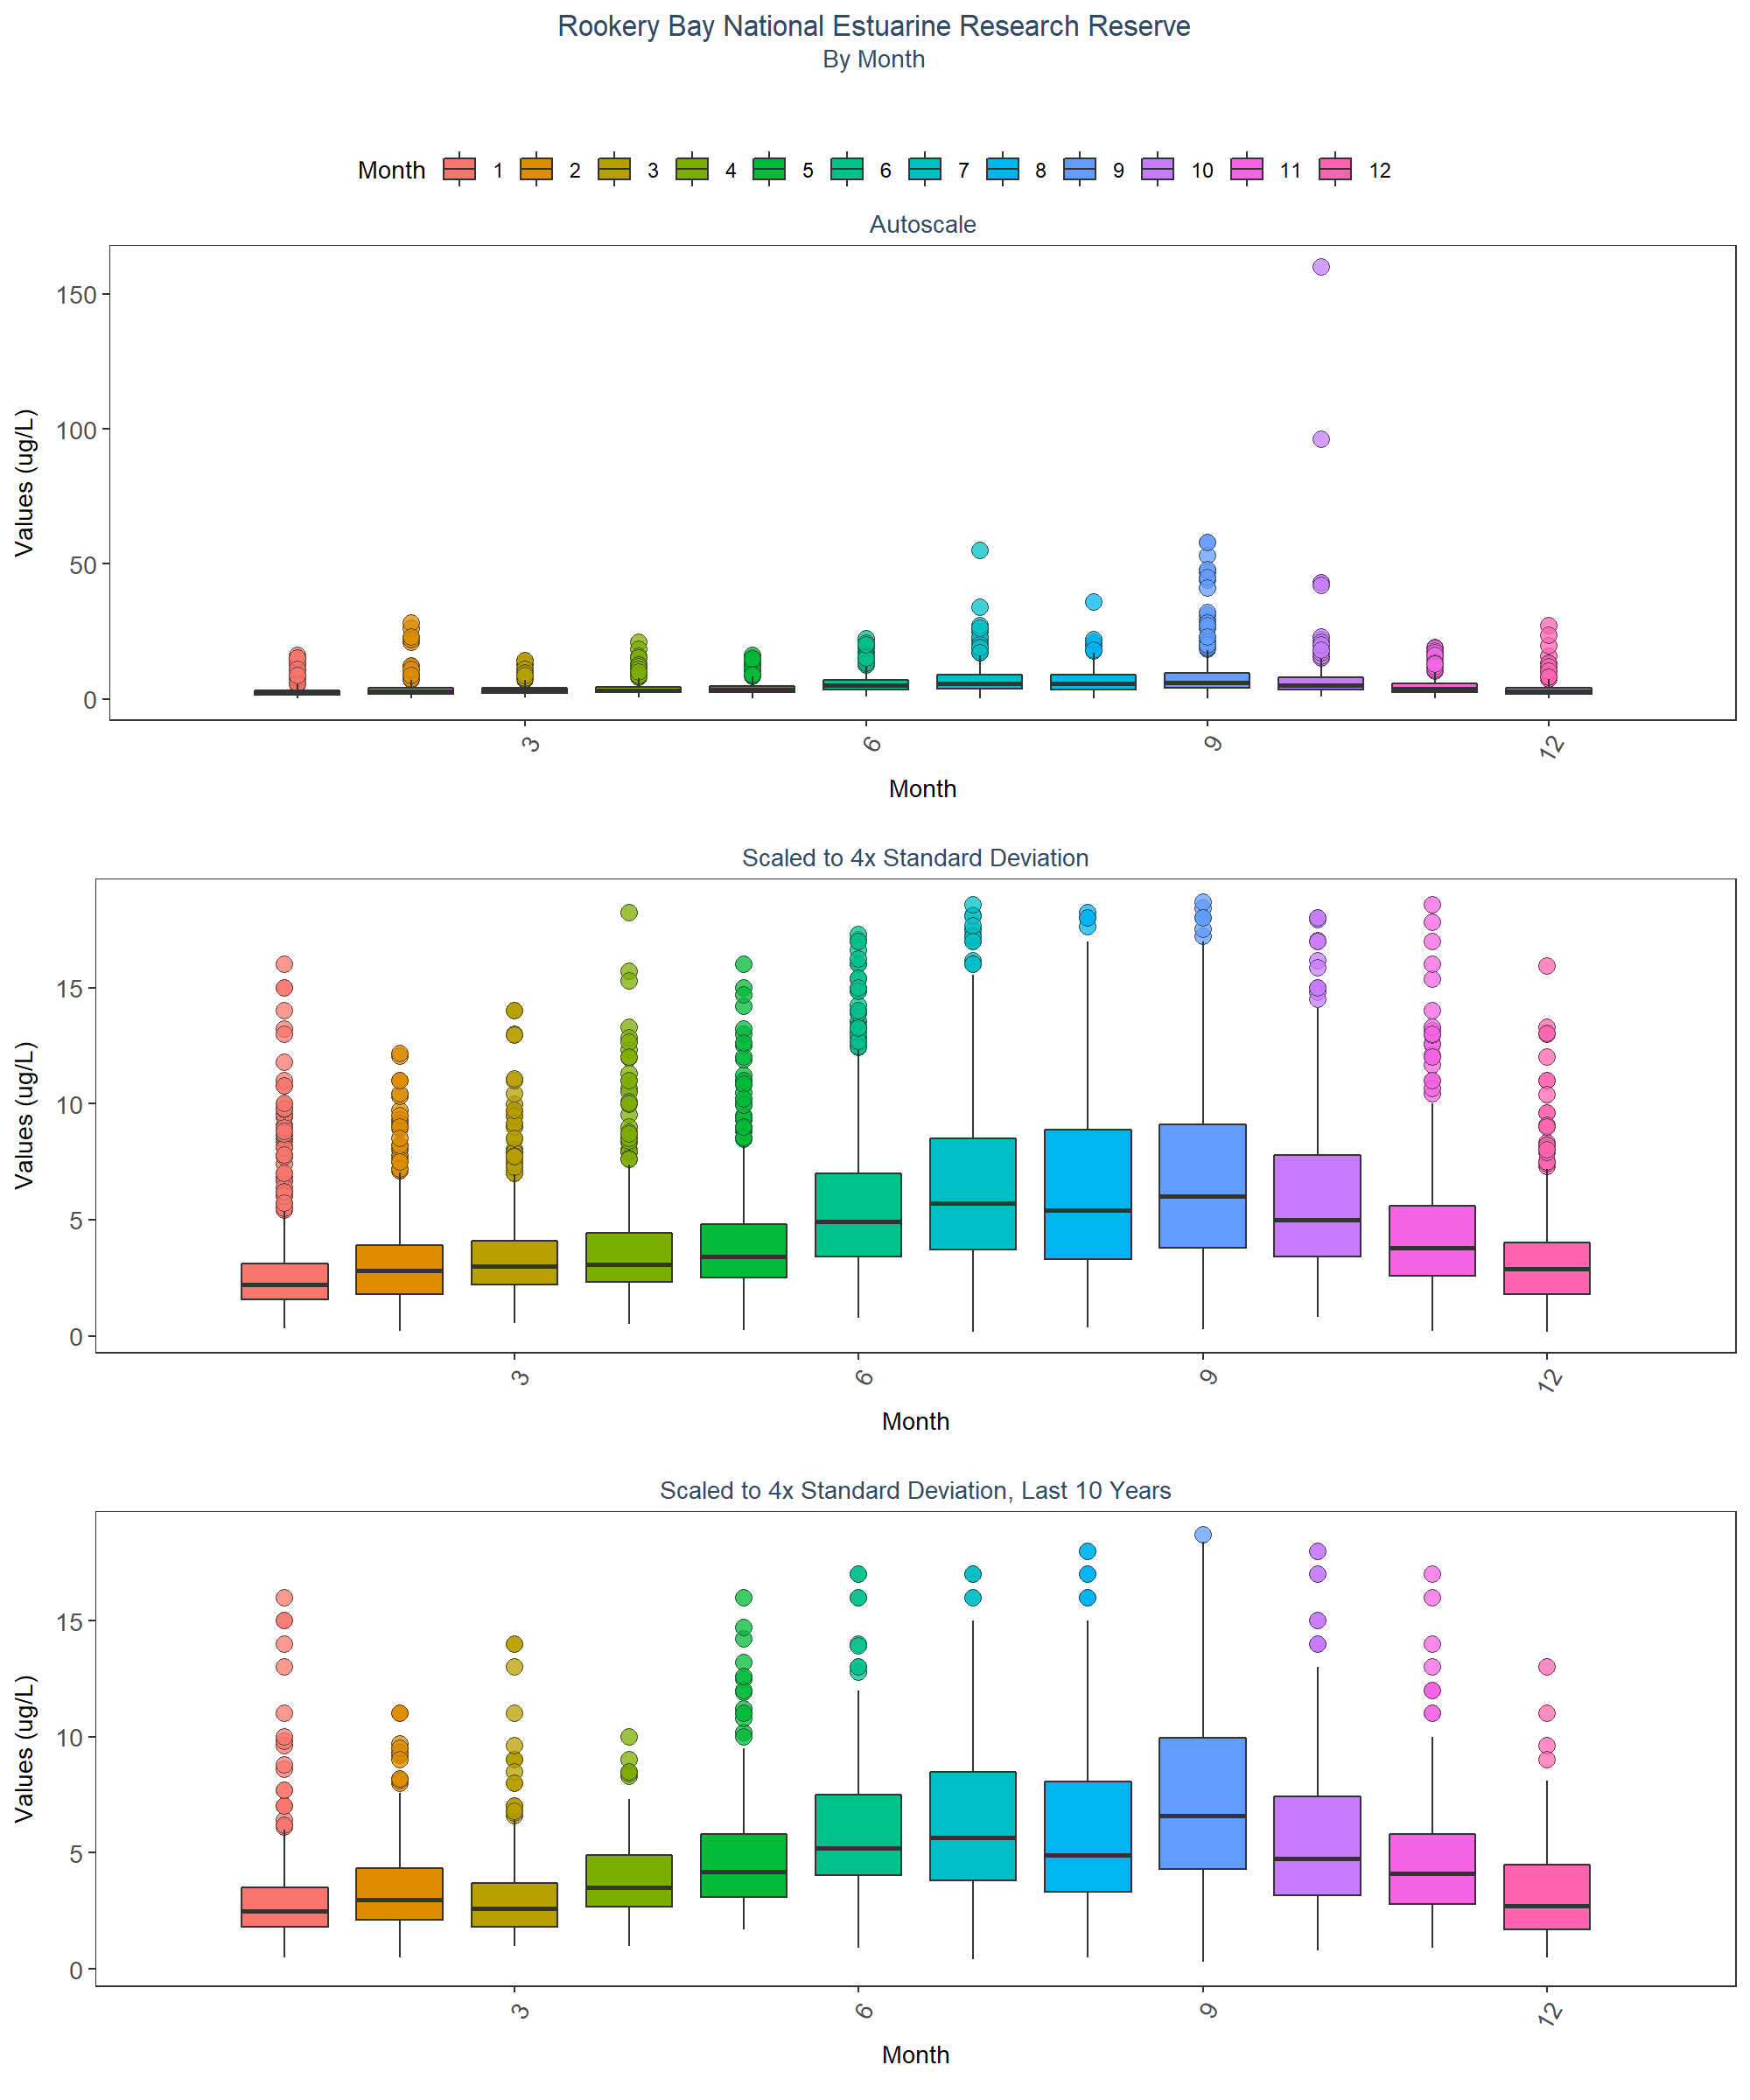 Rookery Bay National Estuarine Research Reserve
By Month
Month 1 2 3 4 5 6 7 8 9 10 11 12
Autoscale
Values (ug/L)
150
100
50
0
3 6 9 12
Month
Scaled to 4x Standard Deviation
Values (ug/L)
15
10
5
0
3 6 9 12
Month
Scaled to 4x Standard Deviation, Last 10 Years
Values (ug/L)
15
10
5
0
3 6 9 12
Month